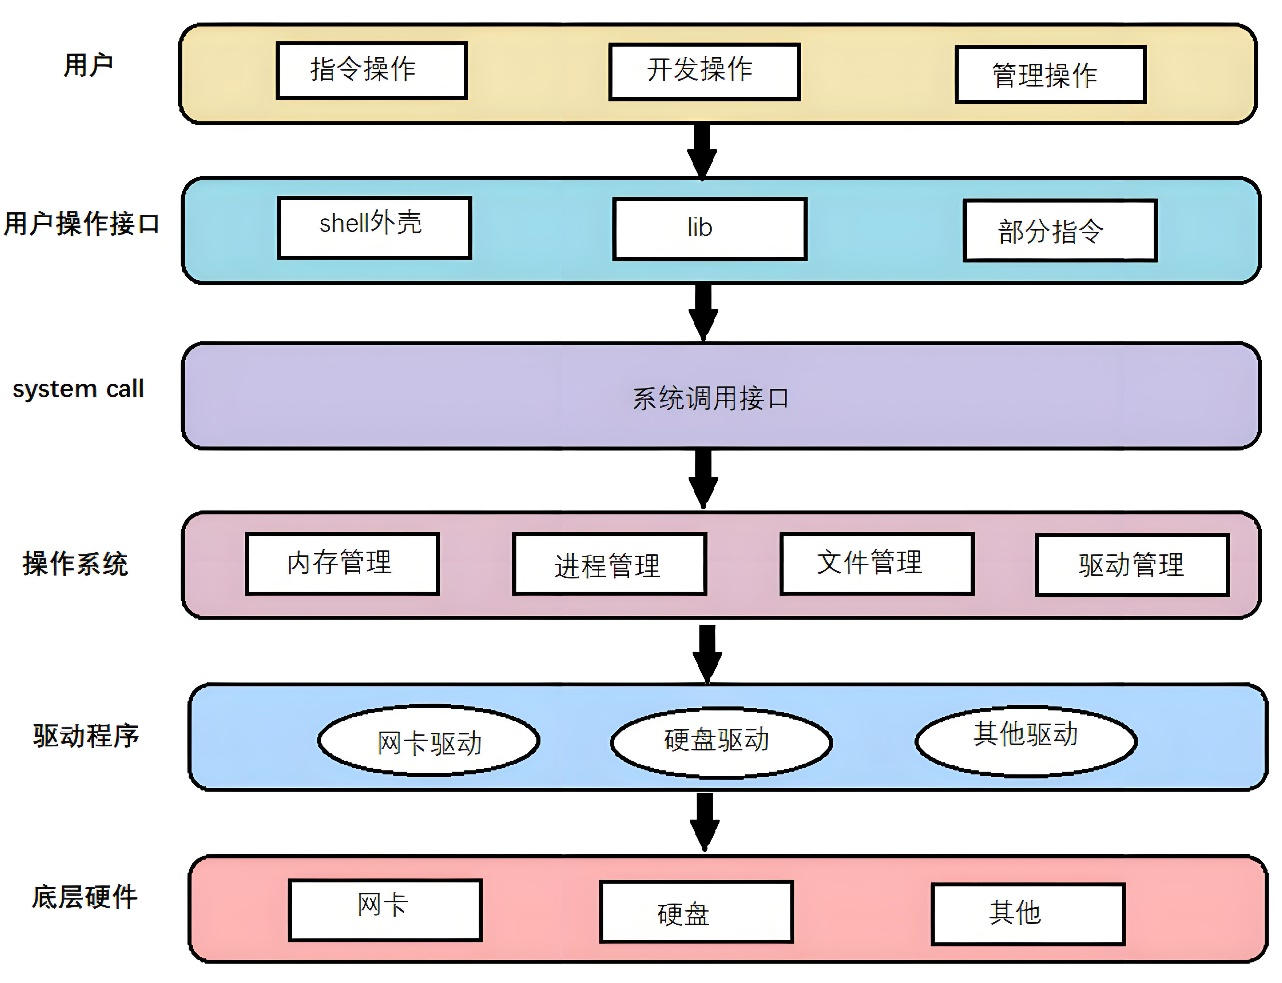 用户
指令操作
开发操作
管理操作
用户操作接口
shell外壳
lib
部分指令
system call
系统调用接口
操作系统
内存管理
进程管理
文件管理
驱动管理
驱动程序
网卡驱动
硬盘驱动
其他驱动
底层硬件
网卡
硬盘
其他